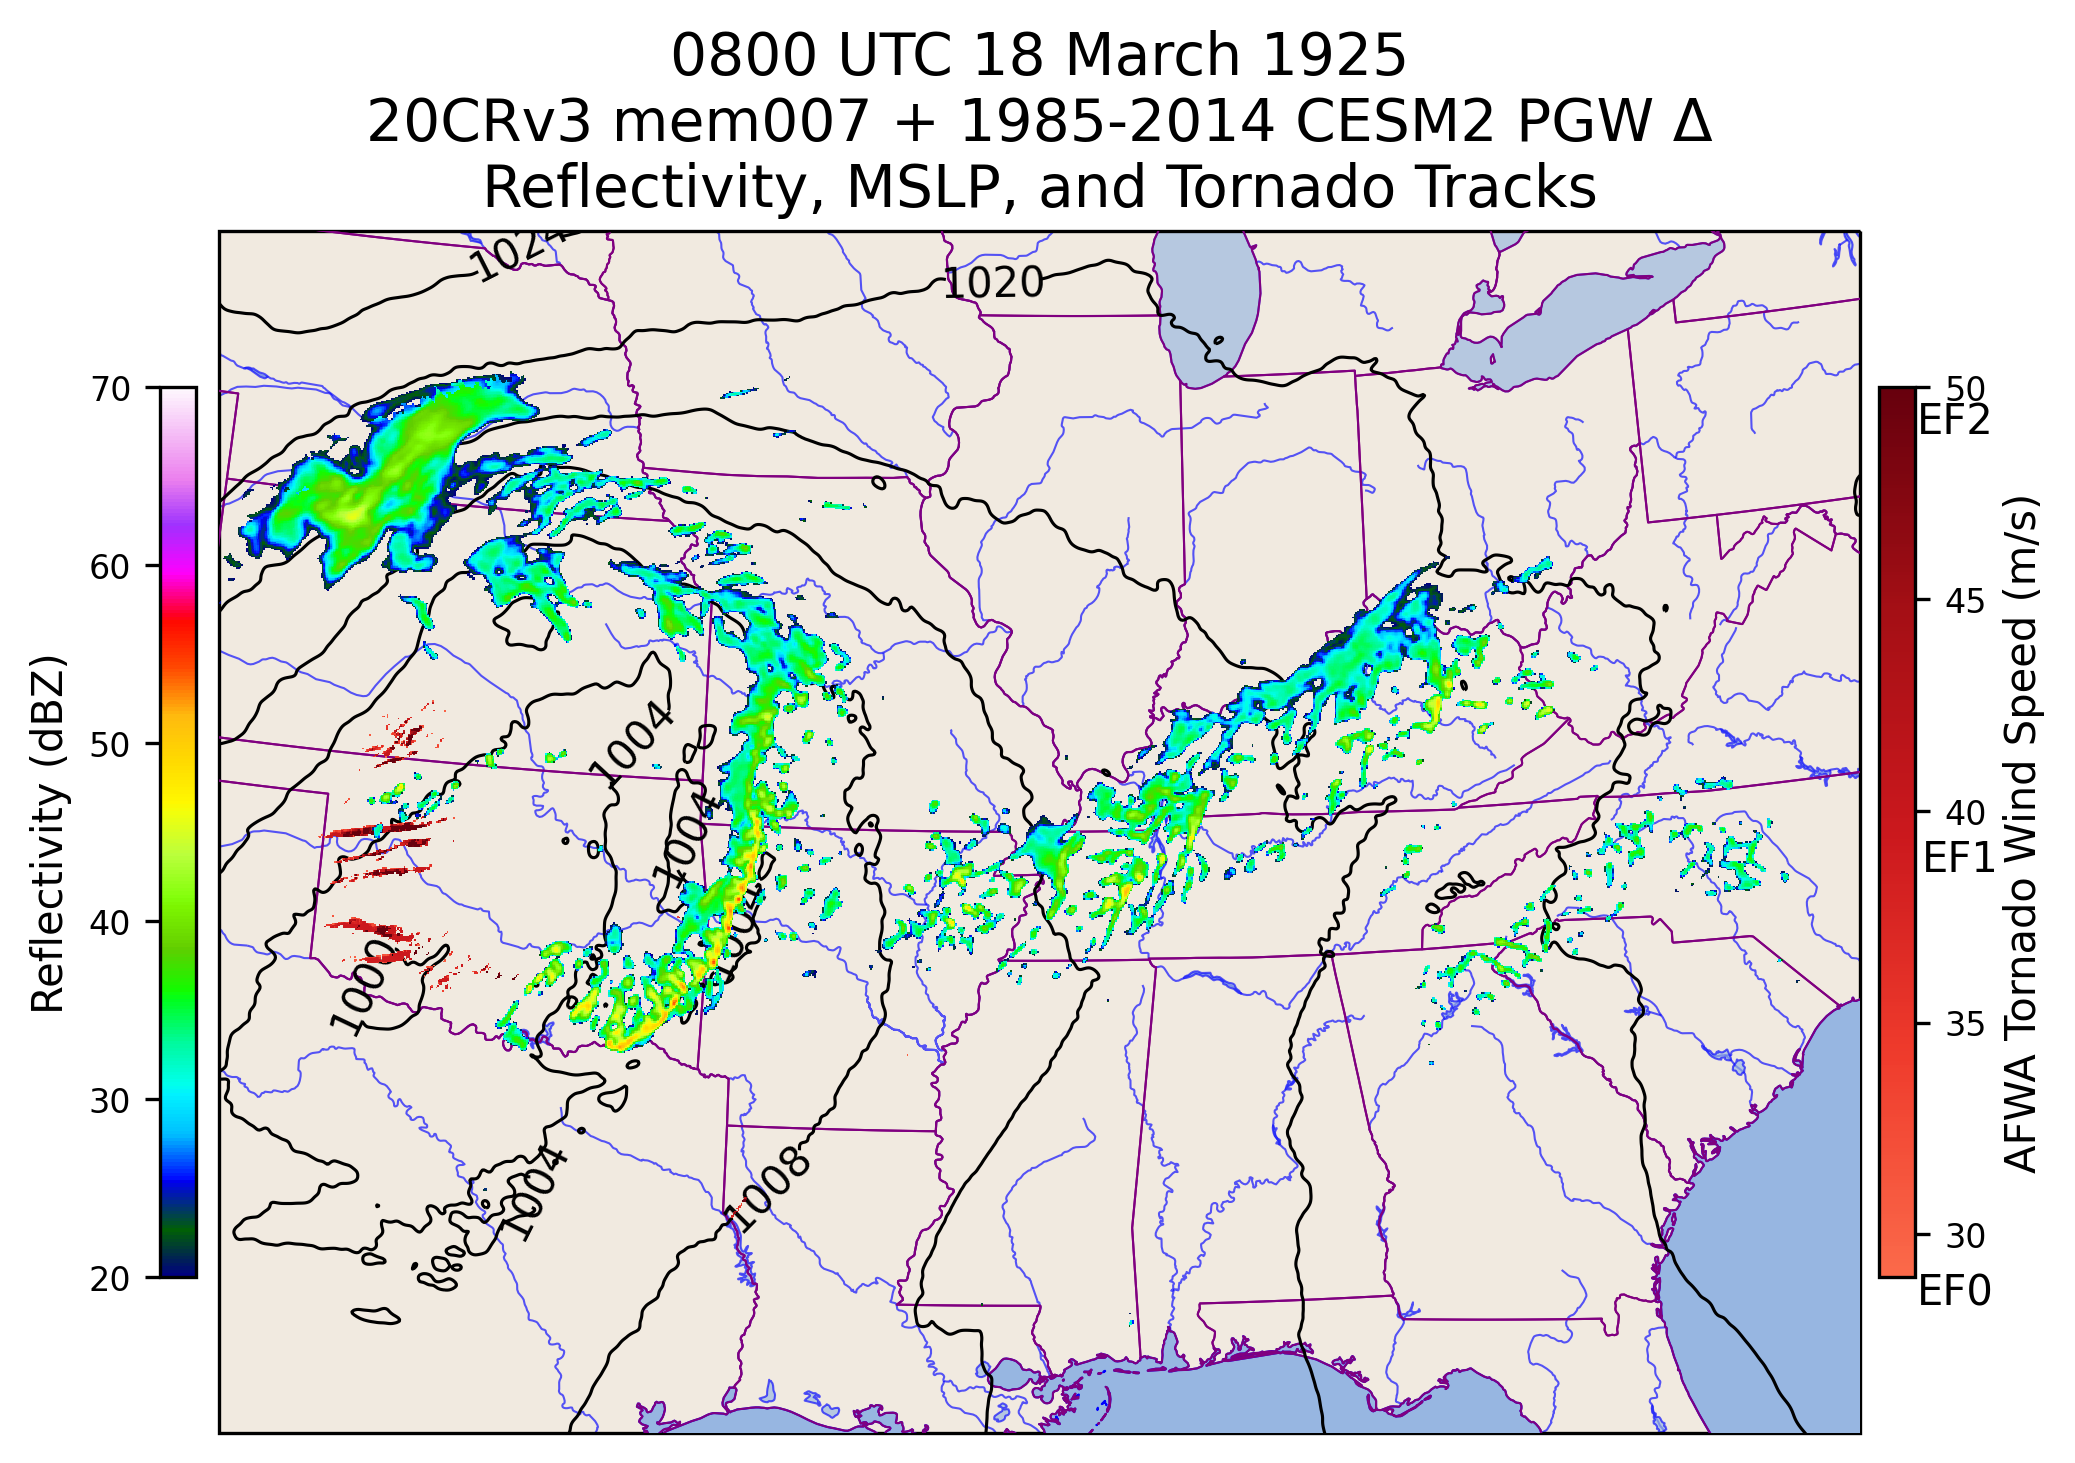 0800 UTC 18 March 1925
20CRv3 mem007 + 1985-2014 CESM2 PGW Δ
Reflectivity, MSLP, and Tornado Tracks
1024
1020
1004
1004
1004
1000
1004
1008
70
60
50
40
30
20
Reflectivity (dBZ)
50
EF2
45
40
EF1
35
30
EF0
AFWA Tornado Wind Speed (m/s)